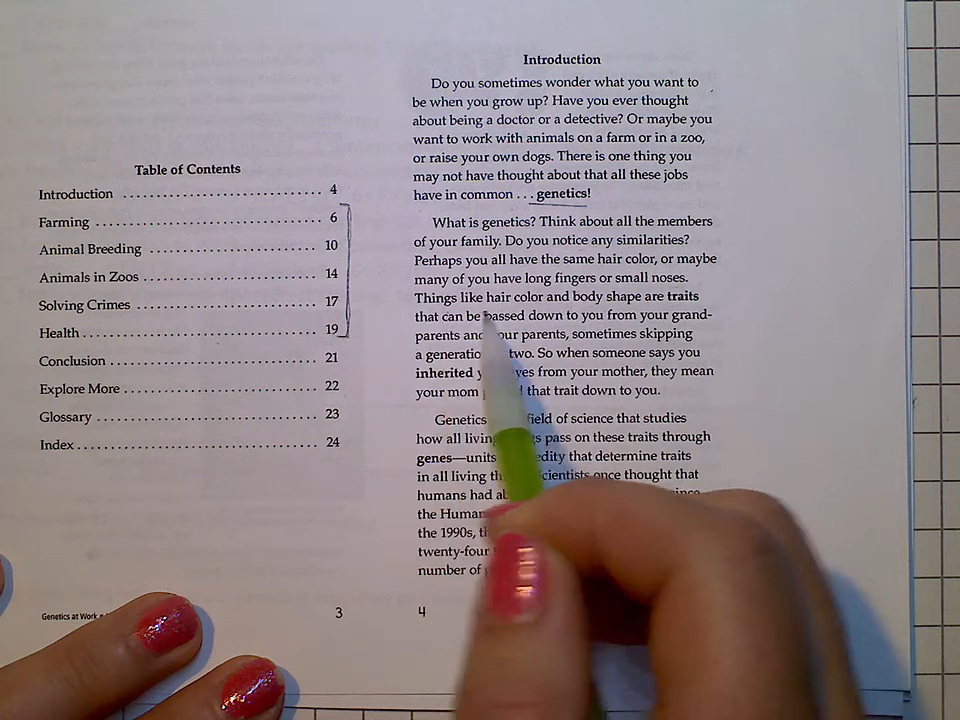 Table of Contents
Introduction ................................ 4
Farming ................................ 6
Animal Breeding ................................ 10
Animals in Zoos ................................ 14
Solving Crimes ................................ 17
Health ................................ 19
Conclusion ................................ 21
Explore More ................................ 22
Glossary ................................ 23
Index ................................ 24
Genetics at Work
3
Introduction
Do you sometimes wonder what you want to
be when you grow up? Have you ever thought
about being a doctor or a detective? Or maybe you
want to work with animals on a farm or in a zoo,
or raise your own dogs. There is one thing you
may not have thought about that all these jobs
have in common . . . genetics!
What is genetics? Think about all the members
of your family. Do you notice any similarities?
Perhaps you all have the same hair color, or maybe
many of you have long fingers or small noses.
Things like hair color and body shape are traits
that can be passed down to you from your grand-
parents and your parents, sometimes skipping
a generation two. So when someone says you
inherited eyes from your mother, they mean
your mom that trait down to you.
Genetics field of science that studies
how all living pass on these traits through
genes—units that determine traits
in all living Scientists once thought that
humans had since
the Human
the 1990s,
twenty-four
number of
4